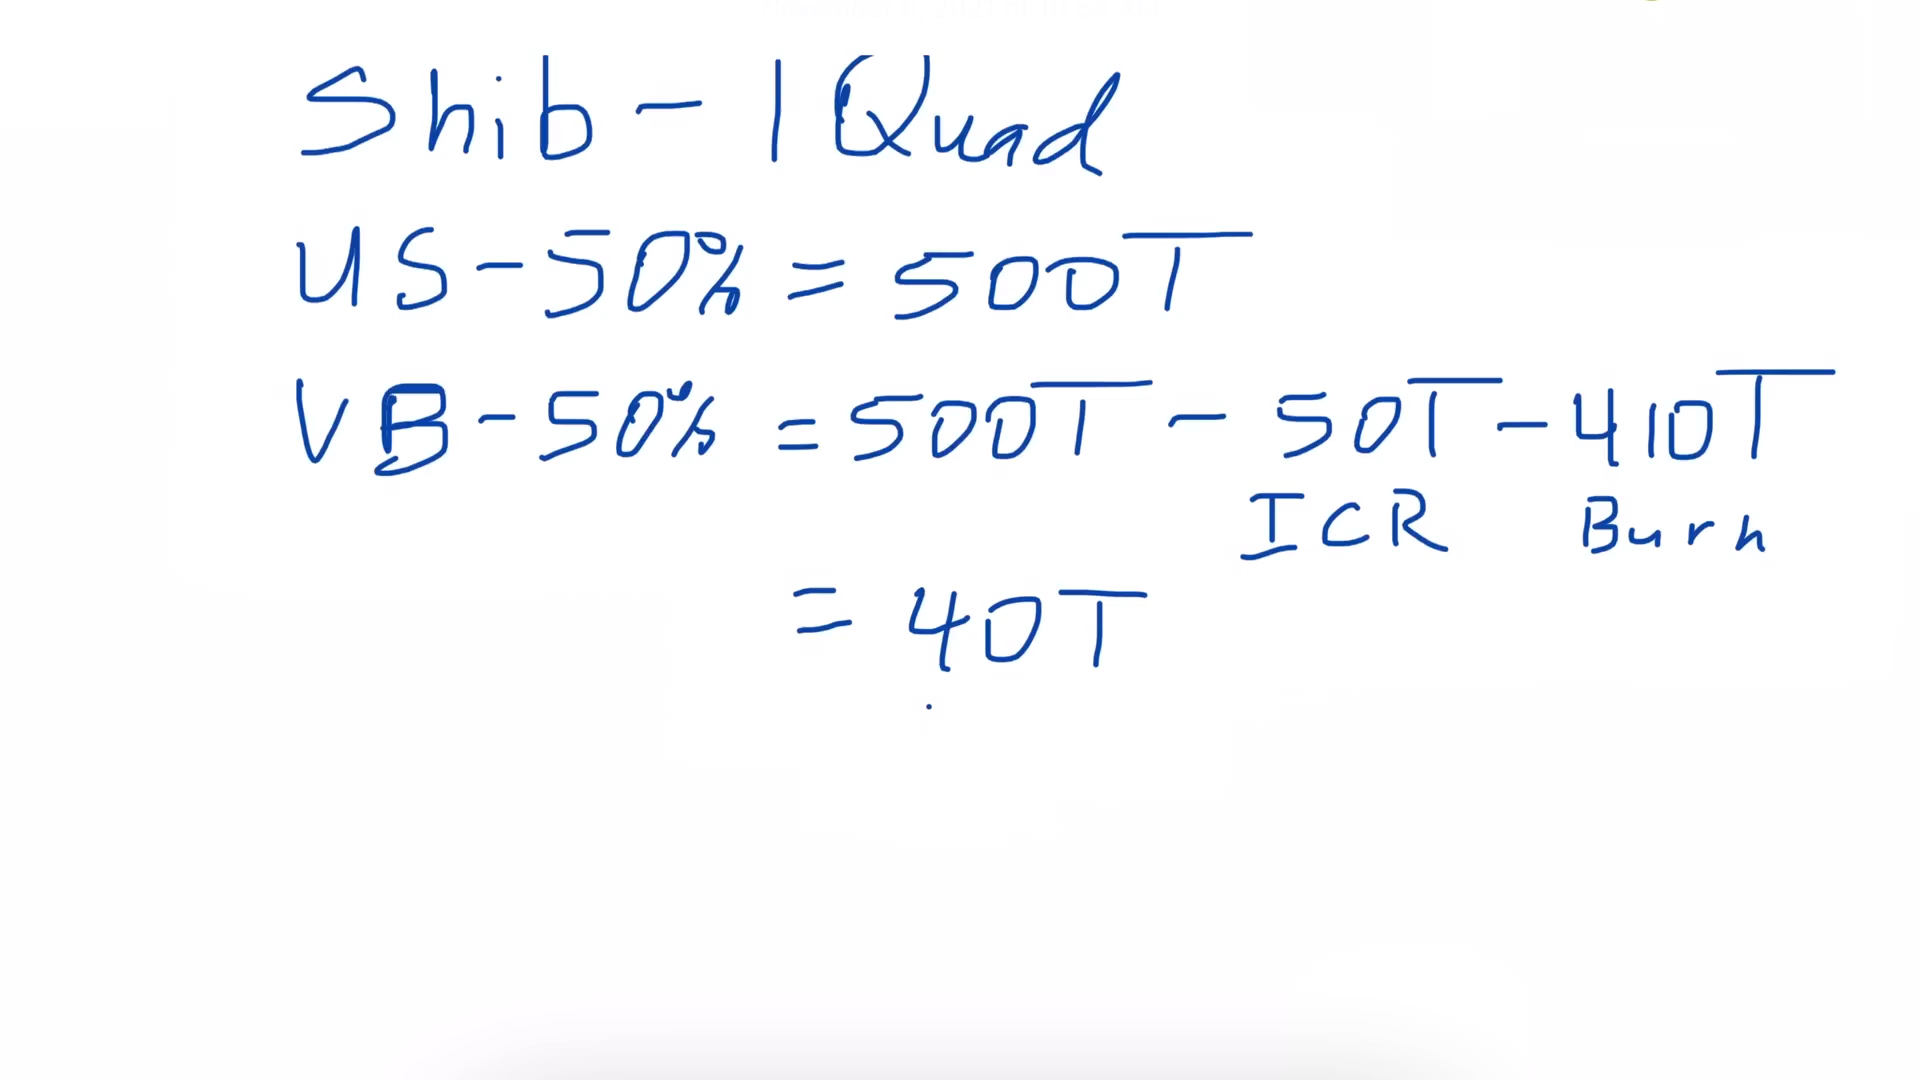 Shib - 1 Quad
US - 50% = 500T
VB - 50% = 500T - 50T - 410T
ICR Burn
= 40T